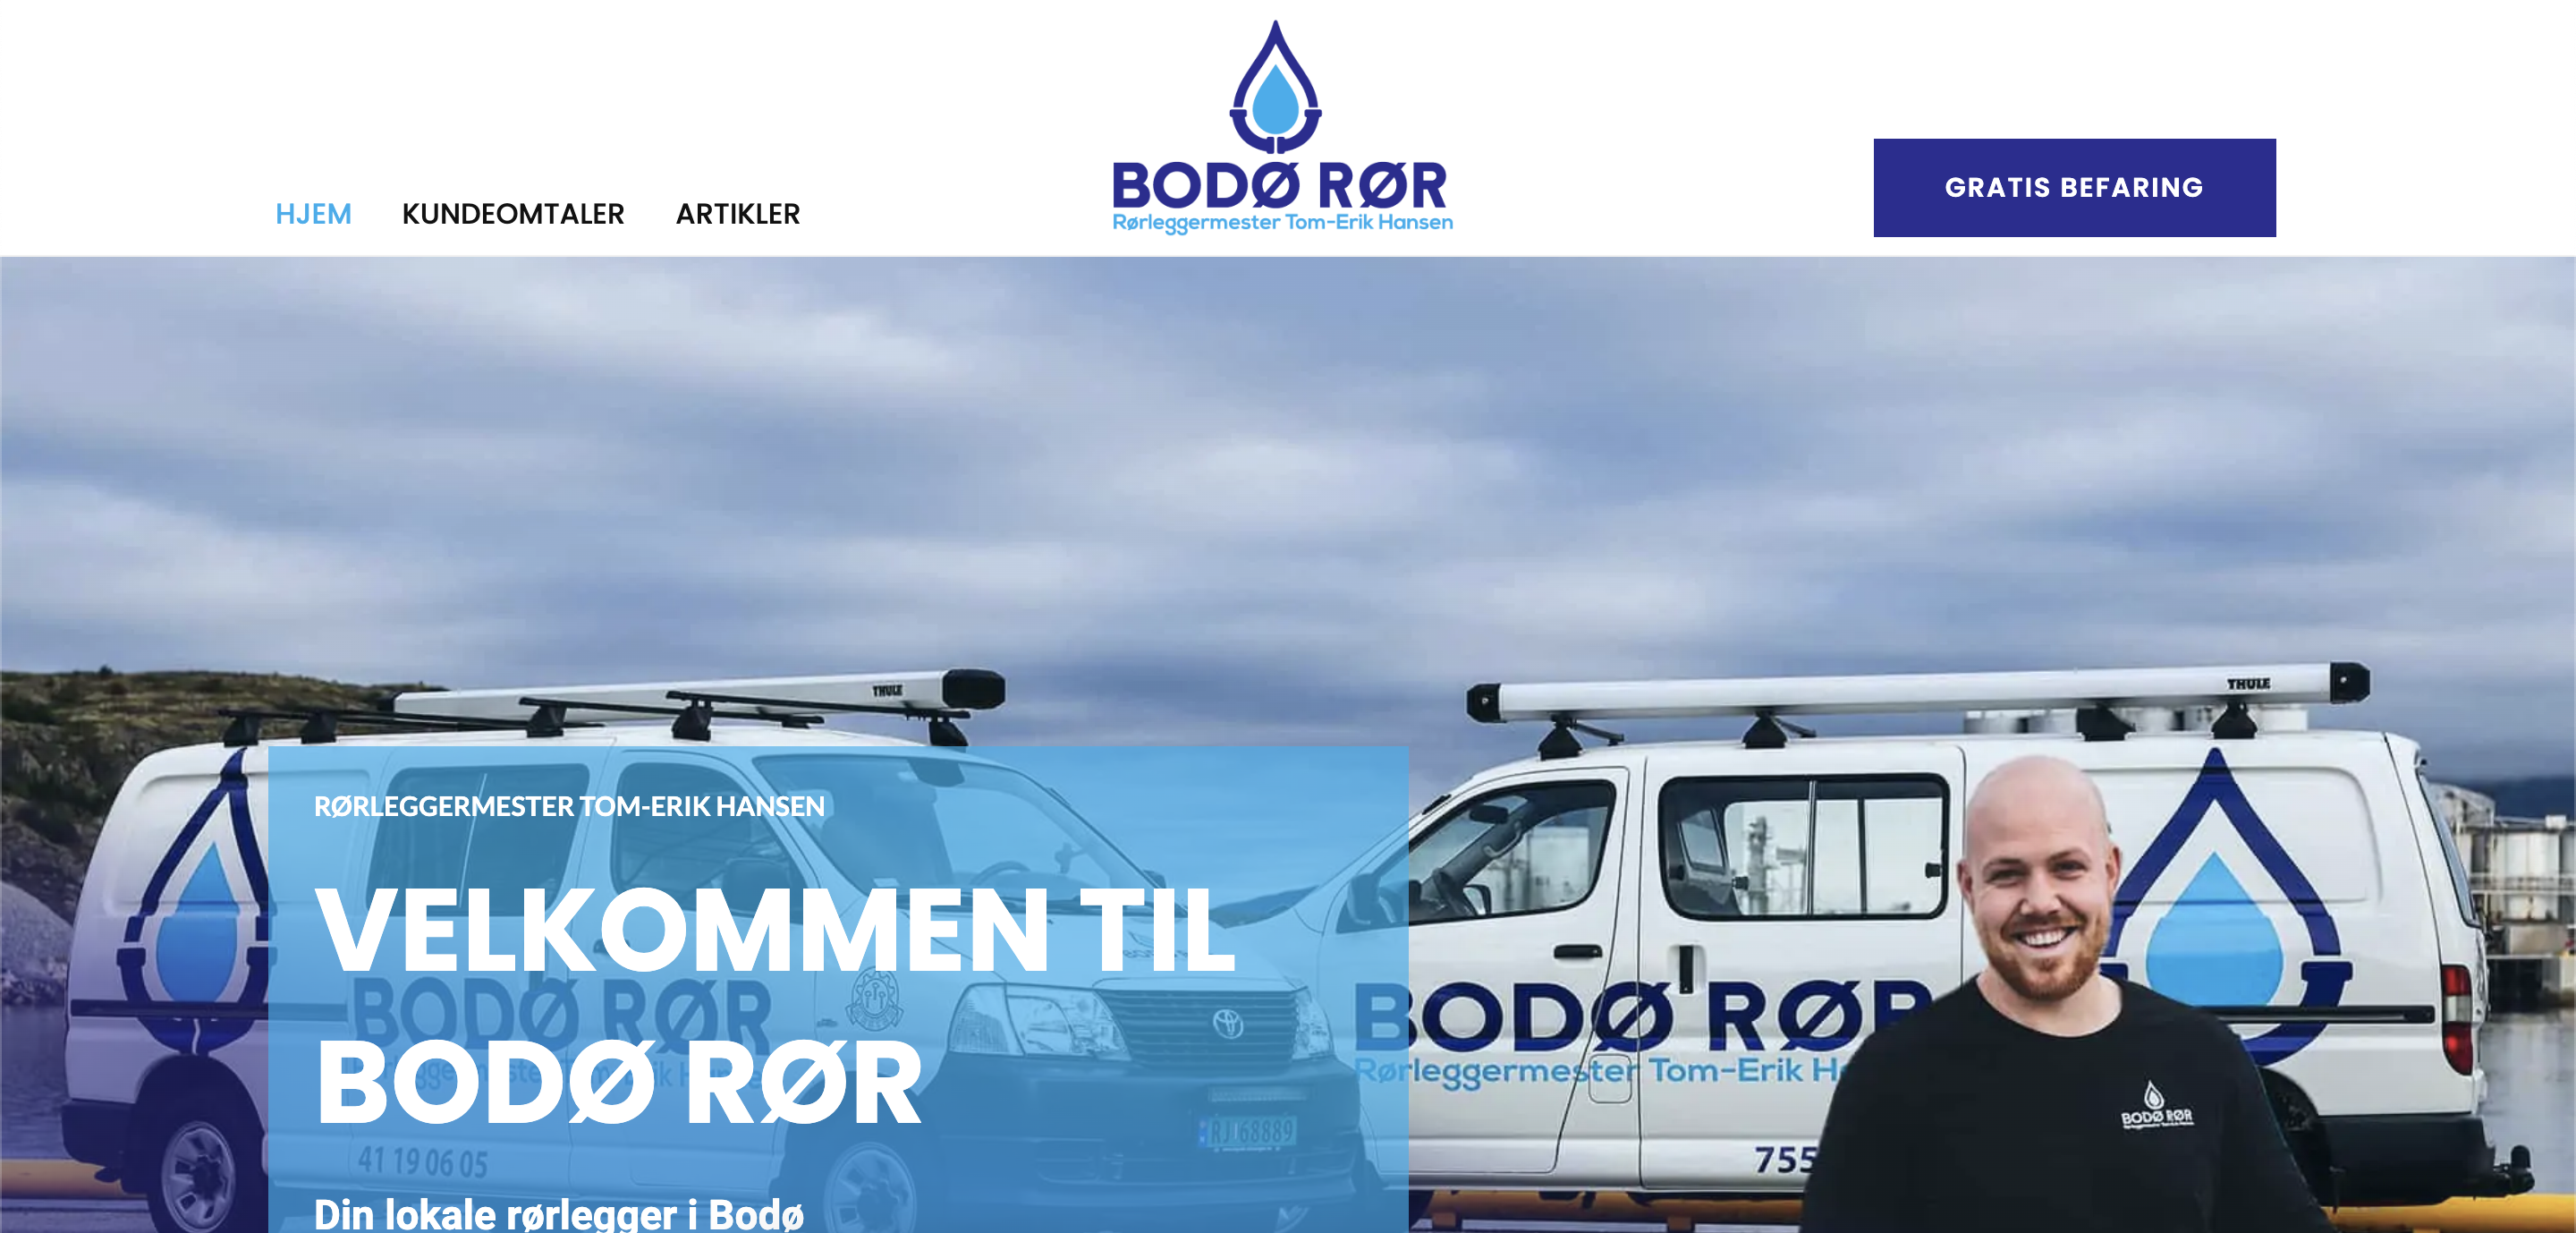 BODØ RØR
Rørleggermester Tom-Erik Hansen
HJEM KUNDEOMTALER ARTIKLER
GRATIS BEFARING
THULE
THULE
RØRLEGGERMESTER TOM-ERIK HANSEN
VELKOMMEN TIL
BODØ RØR
Din lokale rørlegger i Bodø
BODØ RØR
41 19 06 05
RJ 68889
BODØ RØR
Rørleggermester Tom-Erik
755
BODØ RØR